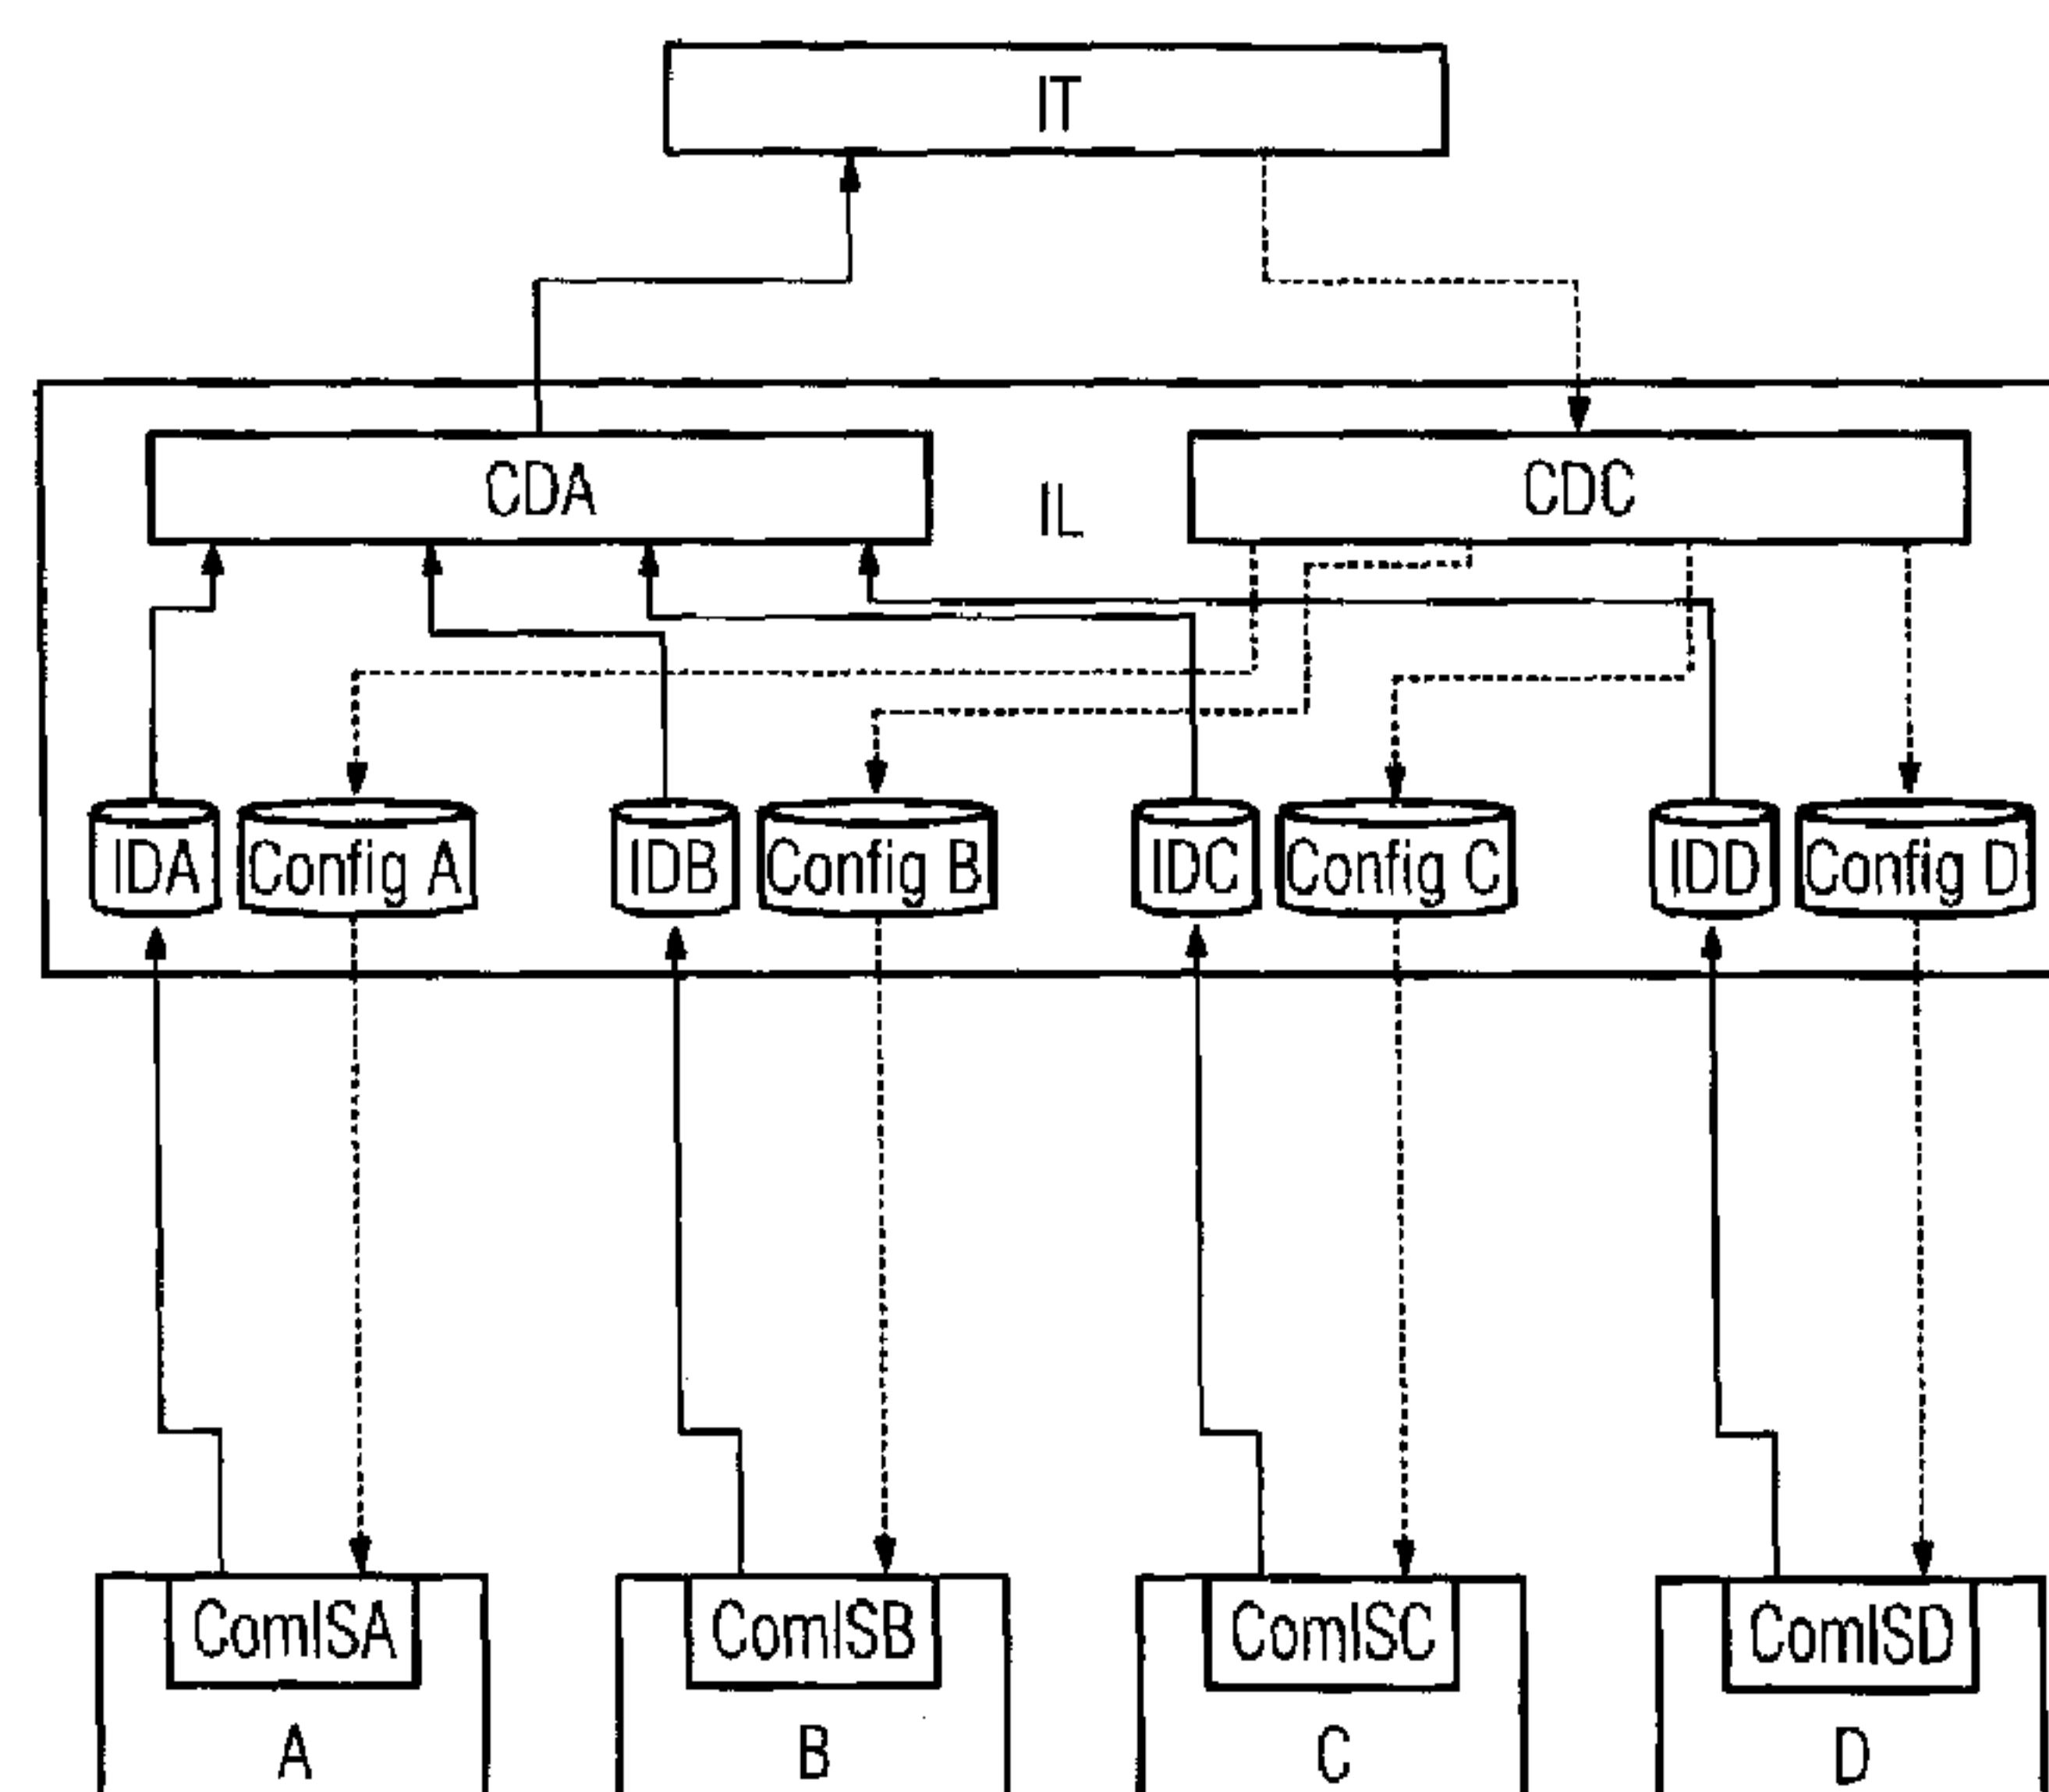 IT
CDA
IL
CDC
IDA
Config A
IDB
Config B
IDC
Config C
IDD
Config D
ComISA
ComISB
ComISC
ComISD
A
B
C
D